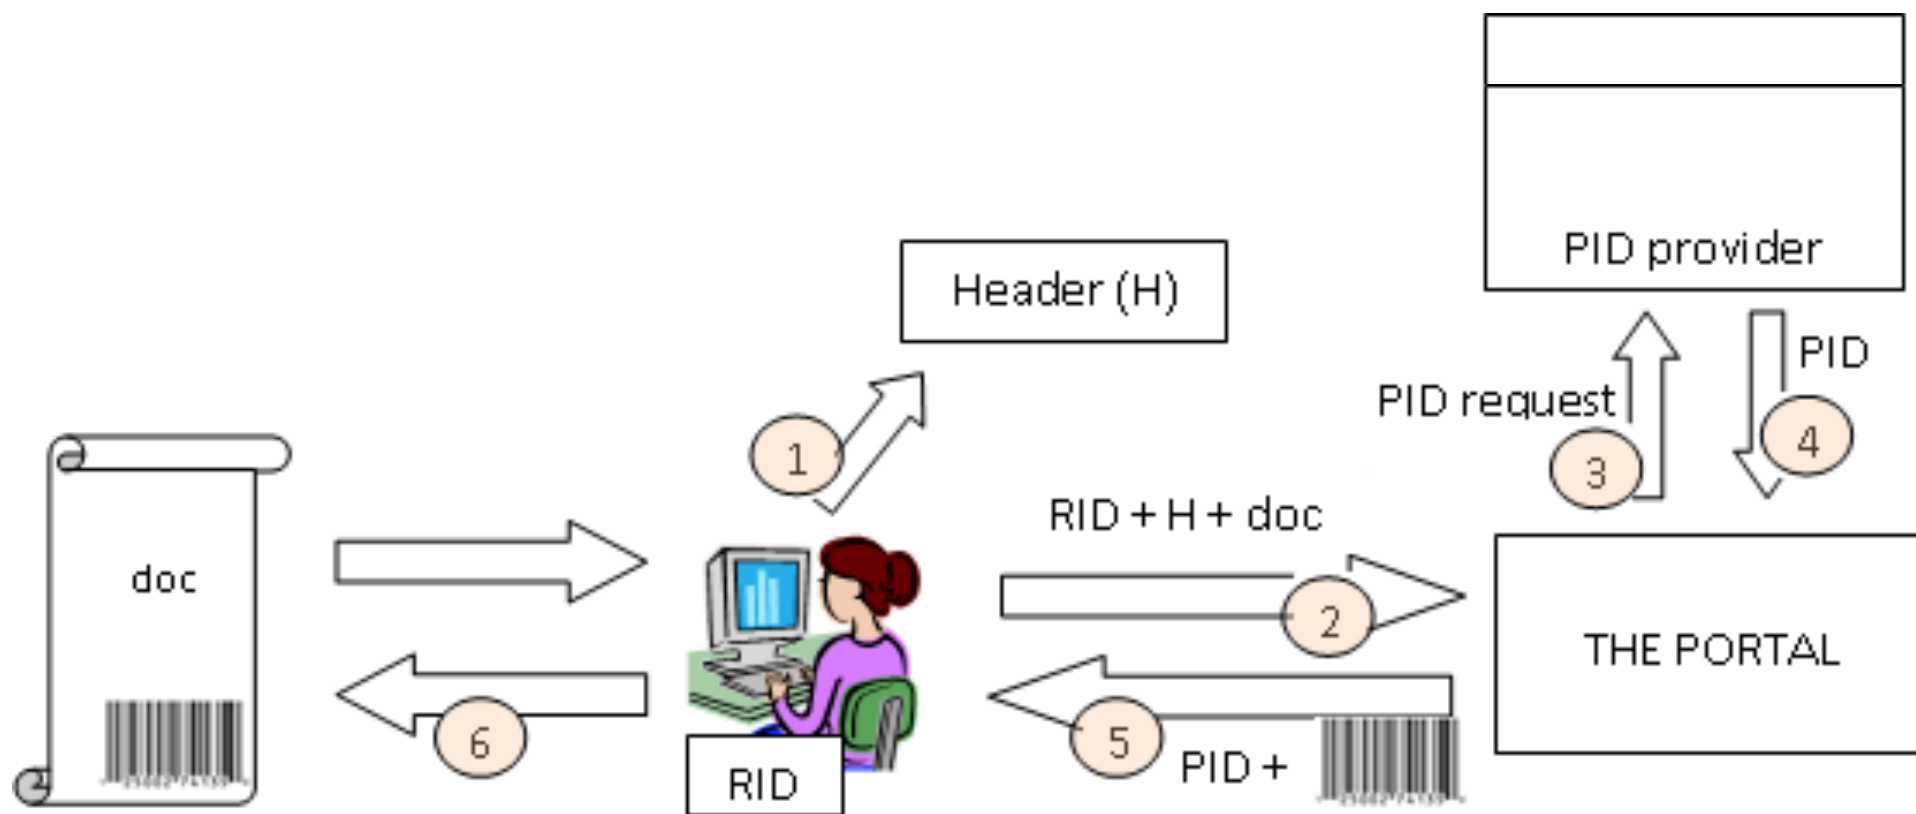 PID provider
Header (H)
PID
PID request
1
4
3
RID + H + doc
doc
2
THE PORTAL
6
5
PID +
RID